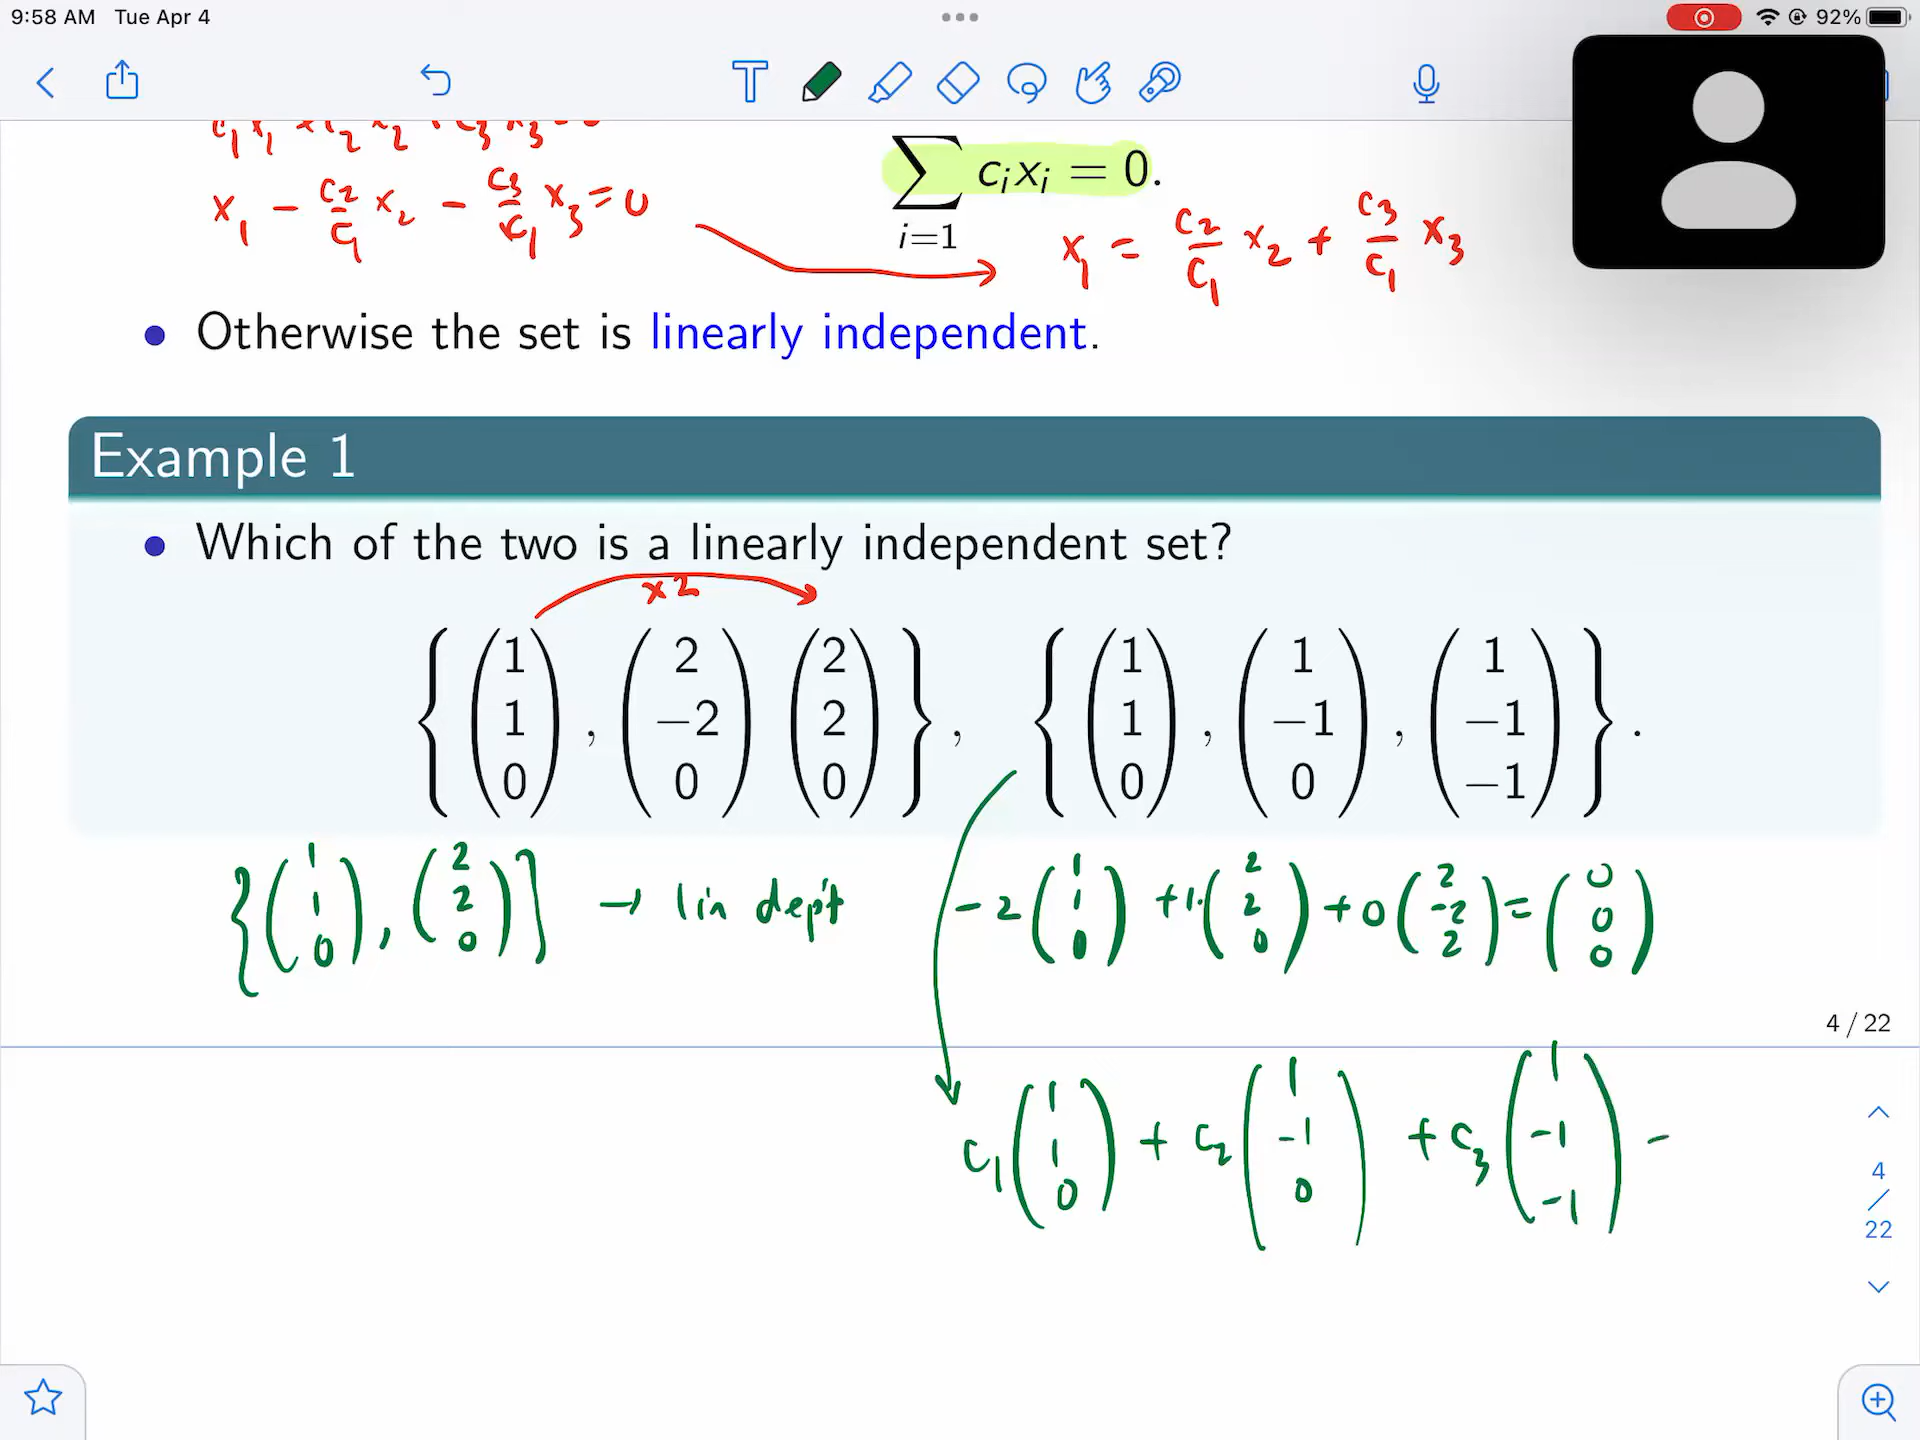 9:58 AM Tue Apr 4 92%
T
∑ i=1 cᵢxᵢ = 0.
x₁ − c₂/c₁ x₂ − c₃/c₁ x₃ = 0
x₁ = c₂/c₁ x₂ + c₃/c₁ x₃
• Otherwise the set is linearly independent.
Example 1
• Which of the two is a linearly independent set?
x2
{ (1 1 0), (2 −2 0) (2 2 0) }, { (1 1 0), (1 −1 0), (1 −1 −1) }.
{ (1 1 0), (2 2 0) } → lin dep't
−2 (1 1 0) + 1· (2 2 0) + 0 (2 -2 2) = (0 0 0)
4 / 22
c₁ (1 1 0) + c₂ (1 -1 0) + c₃ (1 -1 -1) −
4 / 22